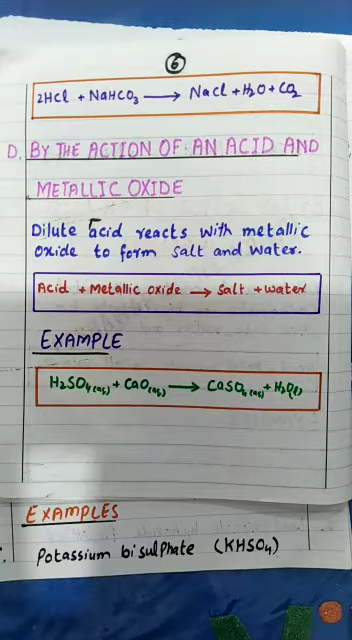 6
2HCl + NaHCO₃ → NaCl + H₂O + CO₂
D. BY THE ACTION OF AN ACID AND
METALLIC OXIDE
Dilute acid reacts with metallic
oxide to form salt and water.
Acid + Metallic oxide → Salt + water
EXAMPLE
H₂SO₄(aq) + CaO(aq) → CaSO₄(aq) + H₂O(l)
EXAMPLES
Potassium bisulphate (KHSO₄)